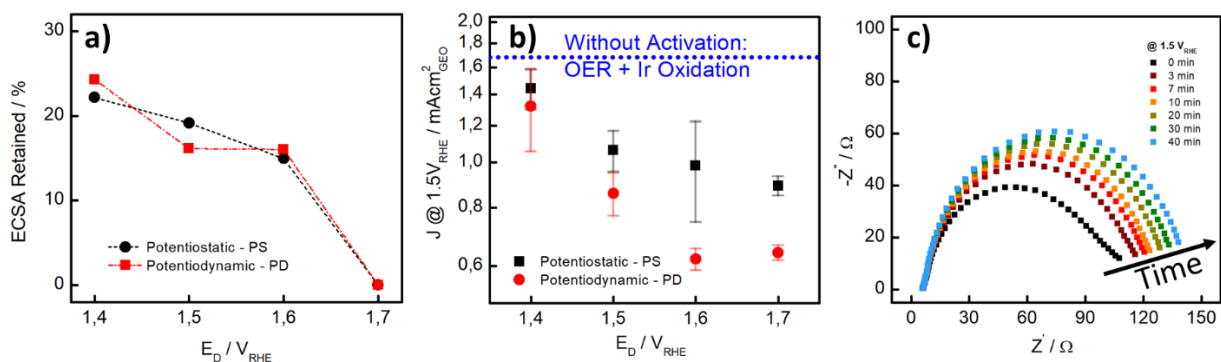 a)
30
20
10
0
ECSA Retained / %
Potentiostatic - PS
Potentiodynamic - PD
1,4
1,5
1,6
1,7
E_D / V_RHE
b)
2.0
1.8
1.6
1.4
1.2
1.0
0.8
0.6
J @ 1.5V_RHE / mAcm²_GEO
Without Activation:
OER + Ir Oxidation
Potentiostatic - PS
Potentiodynamic - PD
1,4
1,5
1,6
1,7
E_D / V_RHE
c)
100
80
60
40
20
0
-Z" / Ω
@ 1.5 V_RHE
0 min
3 min
7 min
10 min
20 min
30 min
40 min
Time
0
30
60
90
120
150
Z' / Ω